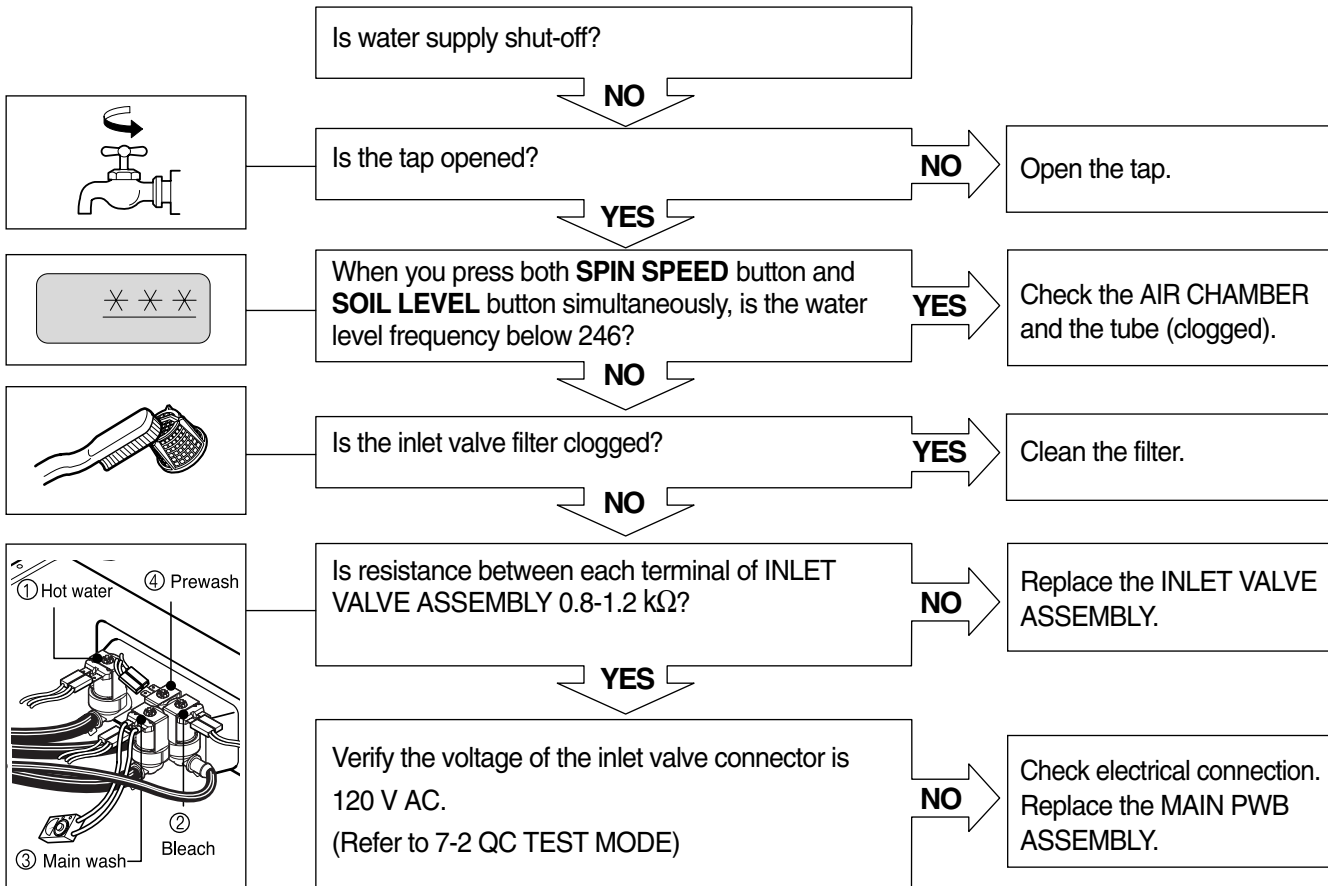 Is water supply shut-off?
NO
Is the tap opened?
NO
Open the tap.
YES
When you press both SPIN SPEED button and
SOIL LEVEL button simultaneously, is the water
level frequency below 246?
YES
Check the AIR CHAMBER
and the tube (clogged).
NO
Is the inlet valve filter clogged?
YES
Clean the filter.
NO
① Hot water
④ Prewash
② Bleach
③ Main wash
Is resistance between each terminal of INLET
VALVE ASSEMBLY 0.8-1.2 kΩ?
NO
Replace the INLET VALVE
ASSEMBLY.
YES
Verify the voltage of the inlet valve connector is
120 V AC.
(Refer to 7-2 QC TEST MODE)
NO
Check electrical connection.
Replace the MAIN PWB
ASSEMBLY.